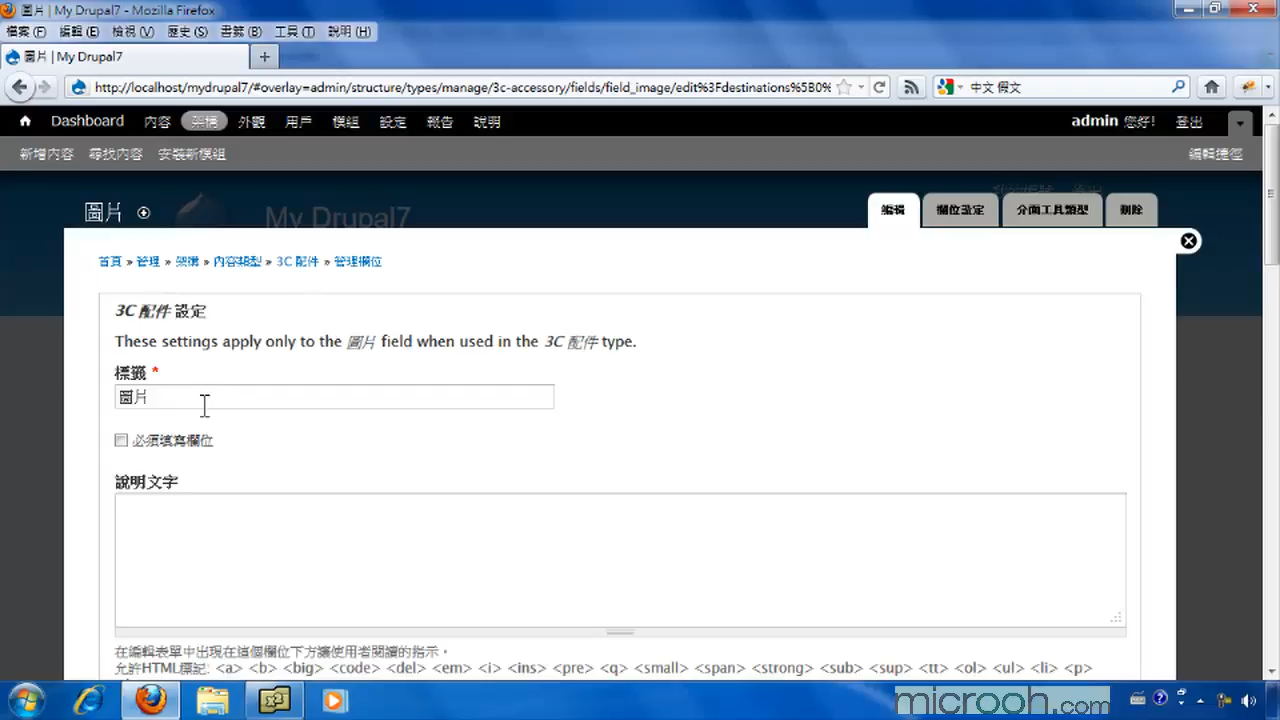 圖片 | My Drupal7 - Mozilla Firefox
檔案 (F) 編輯 (E) 檢視 (V) 歷史 (S) 書籤 (B) 工具 (T) 說明 (H)
圖片 | My Drupal7
http://localhost/mydrupal7/#overlay=admin/structure/types/manage/3c-accessory/fields/field_image/edit%3Fdestinations%5B0%
中文 假文
Dashboard 內容 架構 外觀 用戶 模組 設定 報告 說明 admin 您好! 登出
新增內容 尋找內容 安裝新模組 編輯捷徑
圖片 My Drupal7 編輯 欄位設定 介面工具類型 刪除
首頁 » 管理 » 架構 » 內容類型 » 3C 配件 » 管理欄位
3C 配件 設定
These settings apply only to the 圖片 field when used in the 3C 配件 type.
標籤 *
圖片
必須填寫欄位
說明文字
在編輯表單中出現在這個欄位下方讓使用者閱讀的指示。
允許HTML標記: <a> <b> <big> <code> <del> <em> <i> <ins> <pre> <q> <small> <span> <strong> <sub> <sup> <tt> <ol> <ul> <li> <p>
microoh.com